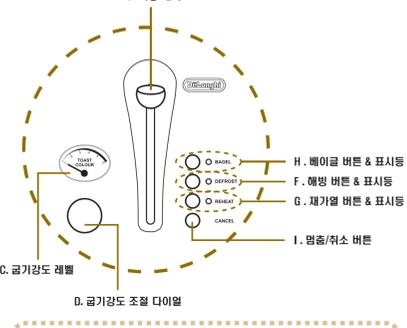 DeLonghi
TOAST
COLOUR
BAGEL
DEFROST
REHEAT
CANCEL
H . 베이글 버튼 & 표시등
F . 해빙 버튼 & 표시등
G . 재가열 버튼 & 표시등
I . 멈춤/취소 버튼
C. 굽기강도 레벨
D. 굽기강도 조절 다이얼